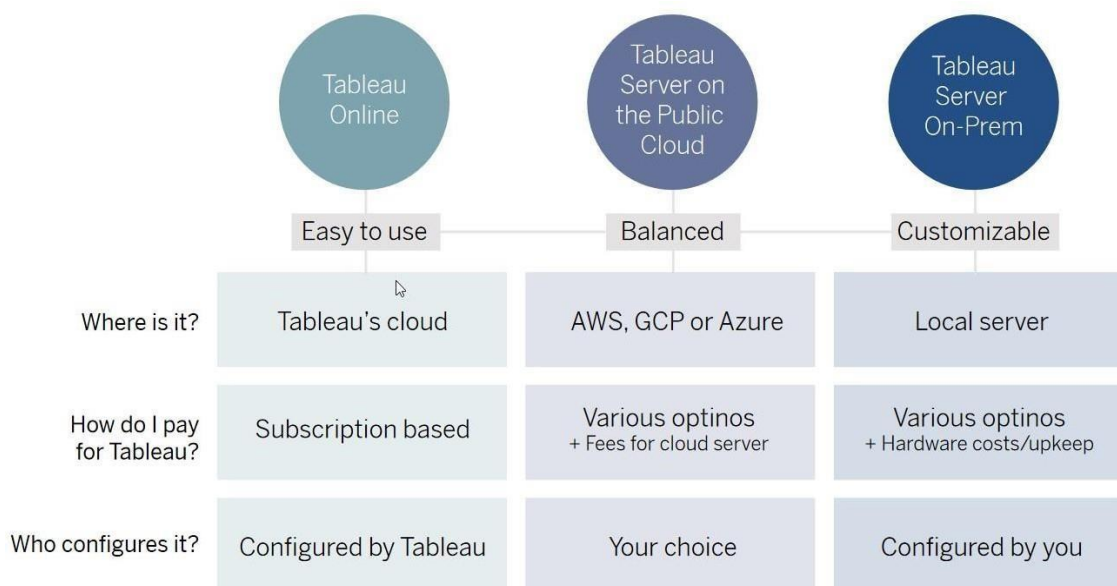 Tableau
Online
Tableau
Server on
the Public
Cloud
Tableau
Server
On-Prem
Easy to use
Balanced
Customizable
Where is it?
Tableau’s cloud
AWS, GCP or Azure
Local server
How do I pay
for Tableau?
Subscription based
Various optinos
+ Fees for cloud server
Various optinos
+ Hardware costs/upkeep
Who configures it?
Configured by Tableau
Your choice
Configured by you